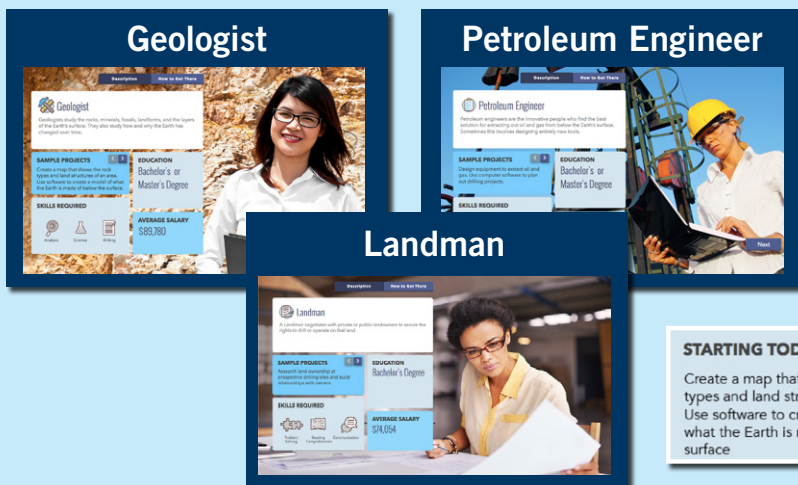 Geologist
Description
How to Get There
Geologist
Geologists study the rocks, minerals, fossils, landforms, and the layers
of the Earth's surface. They also study how and why the Earth has
changed over time.
SAMPLE PROJECTS
Create a map that shows the rock
types and land structures of an area.
Use software to create a model of what
the Earth is made of below the surface.
EDUCATION
Bachelor's or
Master's Degree
SKILLS REQUIRED
Analysis
Science
Writing
AVERAGE SALARY
$89,780
Petroleum Engineer
Description
How to Get There
Petroleum Engineer
Petroleum engineers are the innovative people who find the best
solution for extracting out oil and gas from below the Earth's surface.
Sometimes this involves designing entirely new tools.
SAMPLE PROJECTS
Design equipment to extract oil and
gas. Use computer software to plan
out drilling projects.
EDUCATION
Bachelor's or
Master's Degree
SKILLS REQUIRED
Next
Landman
Description
How to Get There
Landman
A Landman negotiates with private or public landowners to secure the
rights to drill or operate on that land.
SAMPLE PROJECTS
Research land ownership at
prospective drilling sites and build
relationships with owners.
EDUCATION
Bachelor's Degree
SKILLS REQUIRED
Problem
Solving
Reading
Comprehension
Communication
AVERAGE SALARY
$74,054
STARTING TOD
Create a map that
types and land str
Use software to cr
what the Earth is
surface